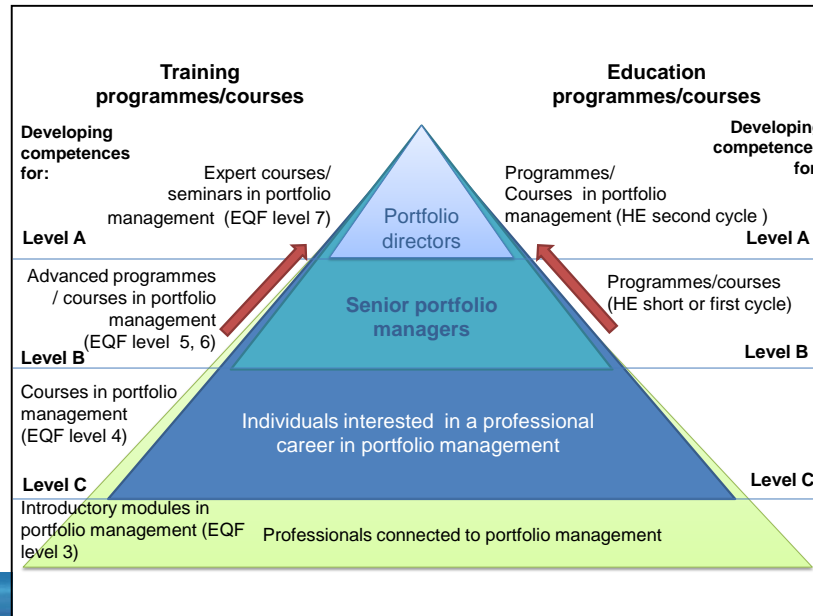 Training
programmes/courses
Education
programmes/courses
Developing
competences
for:
Developing
competence
for
Expert courses/
seminars in portfolio
management (EQF level 7)
Programmes/
Courses in portfolio
management (HE second cycle )
Portfolio
directors
Level A
Level A
Advanced programmes
/ courses in portfolio
management
(EQF level 5, 6)
Programmes/courses
(HE short or first cycle)
Senior portfolio
managers
Level B
Level B
Courses in portfolio
management
(EQF level 4)
Individuals interested in a professional
career in portfolio management
Level C
Level C
Introductory modules in
portfolio management (EQF
level 3)
Professionals connected to portfolio management